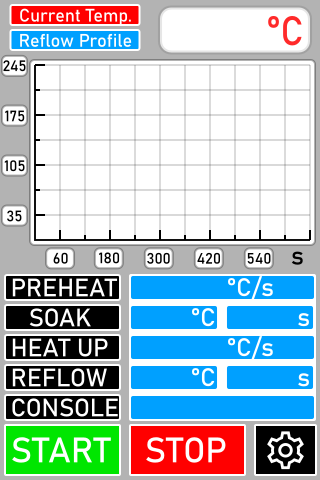 Current Temp.
Reflow Profile
°C
245
175
105
35
60 180 300 420 540 s
PREHEAT °C/s
SOAK °C s
HEAT UP °C/s
REFLOW °C s
CONSOLE
START STOP